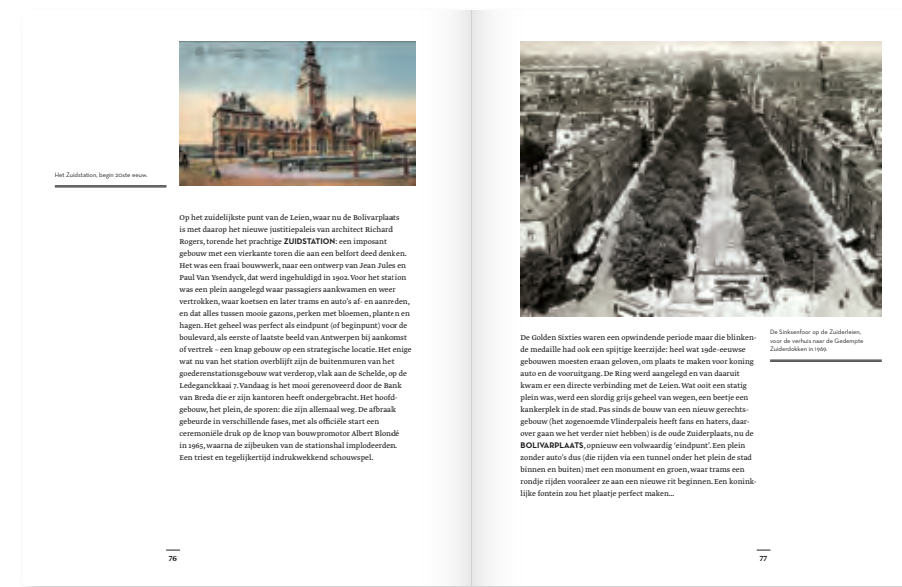 Het Zuidstation, begin 20ste eeuw.
Op het zuidelijkste punt van de Leien, waar nu de Bolivarplaats
is met daarop het nieuwe justitiepaleis van architect Richard
Rogers, torende het prachtige ZUIDSTATION: een imposant
gebouw met een vierkante toren die aan een belfort deed denken.
Het was een fraai bouwwerk, naar een ontwerp van Jean Jules en
Paul Van Ysendyck, dat werd ingehuldigd in 1902. Voor het station
was een plein aangelegd waar passagiers aankwamen en weer
vertrokken, waar koetsen en later trams en auto's af- en aanreden,
en dat alles tussen mooie gazons, perken met bloemen, planten en
hagen. Het geheel was perfect als eindpunt (of beginpunt) voor de
boulevard, als eerste of laatste beeld van Antwerpen bij aankomst
of vertrek – een knap gebouw op een strategische locatie. Het enige
wat nu van het station overblijft zijn de buitenmuren van het
goederenstationsgebouw wat verderop, vlak aan de Schelde, op de
Ledeganckkaai 7. Vandaag is het mooi gerenoveerd door de Bank
van Breda die er zijn kantoren heeft ondergebracht. Het hoofd-
gebouw, het plein, de sporen: die zijn allemaal weg. De afbraak
gebeurde in verschillende fases, met als officiële start een
ceremoniële druk op de knop van bouwpromotor Albert Blondé
in 1965, waarna de zijbeuken van de stationshal implodeerden.
Een triest en tegelijkertijd indrukwekkend schouwspel.
76
De Sinksenfoor op de Zuiderleien,
voor de verhuis naar de Gedempte
Zuiderdokken in 1969.
De Golden Sixties waren een opwindende periode maar die blinken-
de medaille had ook een spijtige keerzijde: heel wat 19de-eeuwse
gebouwen moesten eraan geloven, om plaats te maken voor koning
auto en de vooruitgang. De Ring werd aangelegd en van daaruit
kwam er een directe verbinding met de Leien. Wat ooit een statig
plein was, werd een slordig grijs geheel van wegen, een beetje een
kankerplek in de stad. Pas sinds de bouw van een nieuw gerechts-
gebouw (het zogenoemde Vlinderpaleis heeft fans en haters, daar-
over gaan we het verder niet hebben) is de oude Zuiderplaats, nu de
BOLIVARPLAATS, opnieuw een volwaardig 'eindpunt'. Een plein
zonder auto's dus (die rijden via een tunnel onder het plein de stad
binnen en buiten) met een monument en groen, waar trams een
rondje rijden vooraleer ze aan een nieuwe rit beginnen. Een konink-
lijke fontein zou het plaatje perfect maken...
77